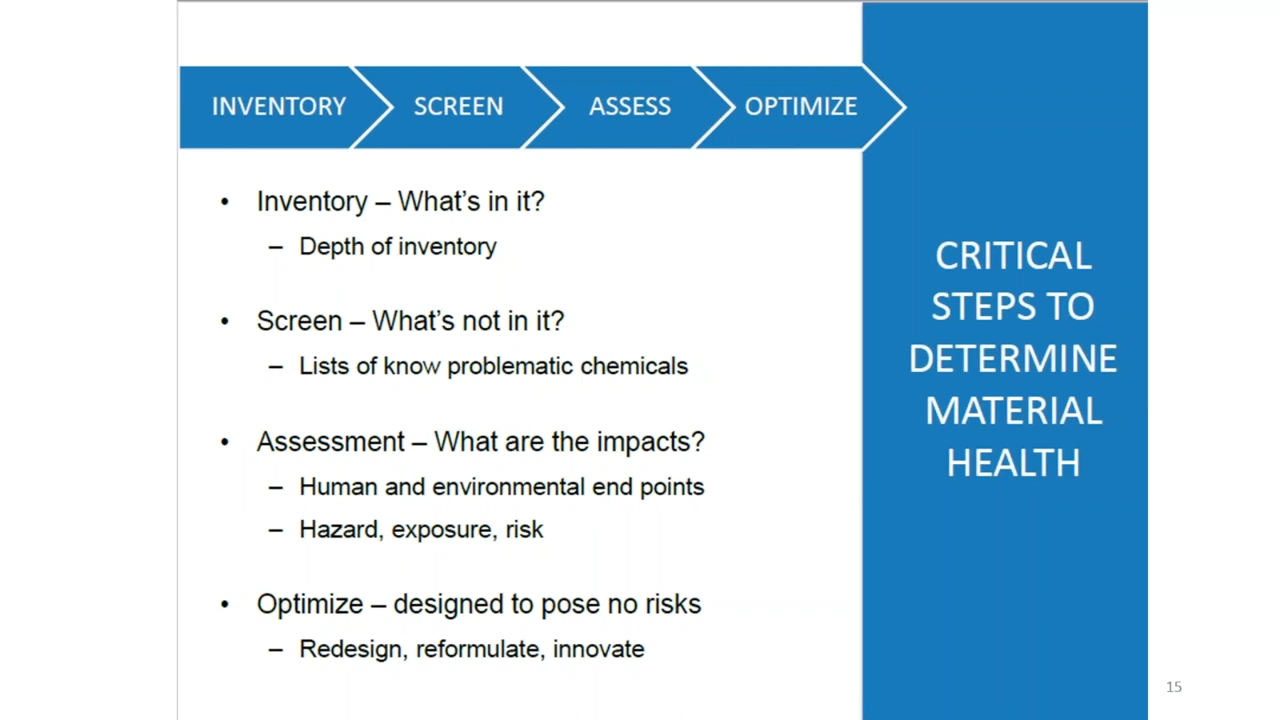 INVENTORY SCREEN ASSESS OPTIMIZE
• Inventory – What's in it?
– Depth of inventory
• Screen – What's not in it?
– Lists of know problematic chemicals
• Assessment – What are the impacts?
– Human and environmental end points
– Hazard, exposure, risk
• Optimize – designed to pose no risks
– Redesign, reformulate, innovate
CRITICAL
STEPS TO
DETERMINE
MATERIAL
HEALTH
15